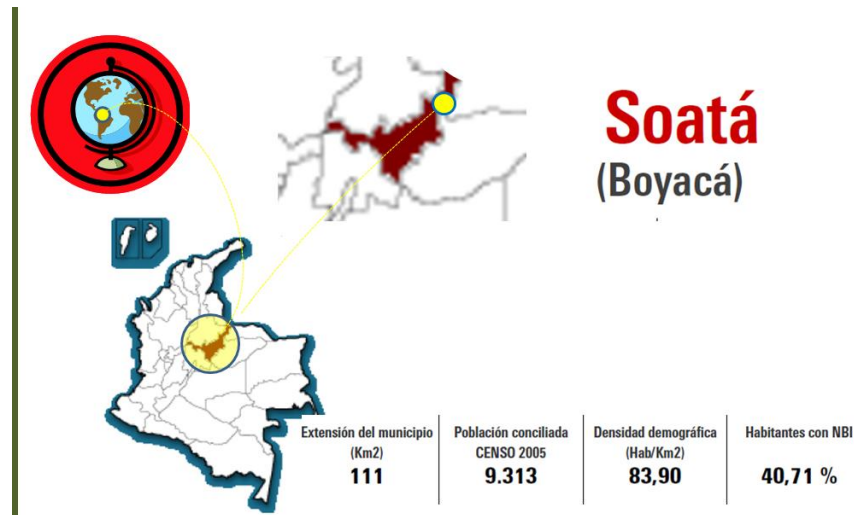 Soatá
(Boyacá)
Extensión del municipio
(Km2)
111
Población conciliada
CENSO 2005
9.313
Densidad demográfica
(Hab/Km2)
83,90
Habitantes con NBI
40,71 %